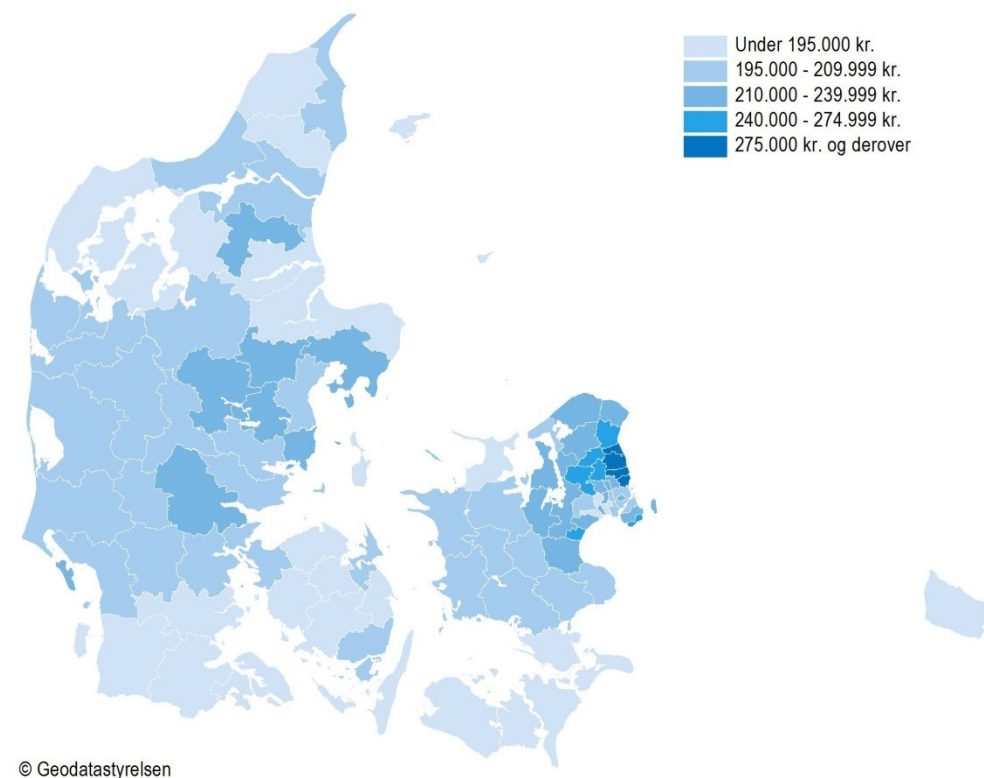 Under 195.000 kr.
195.000 - 209.999 kr.
210.000 - 239.999 kr.
240.000 - 274.999 kr.
275.000 kr. og derover
© Geodatastyrelsen